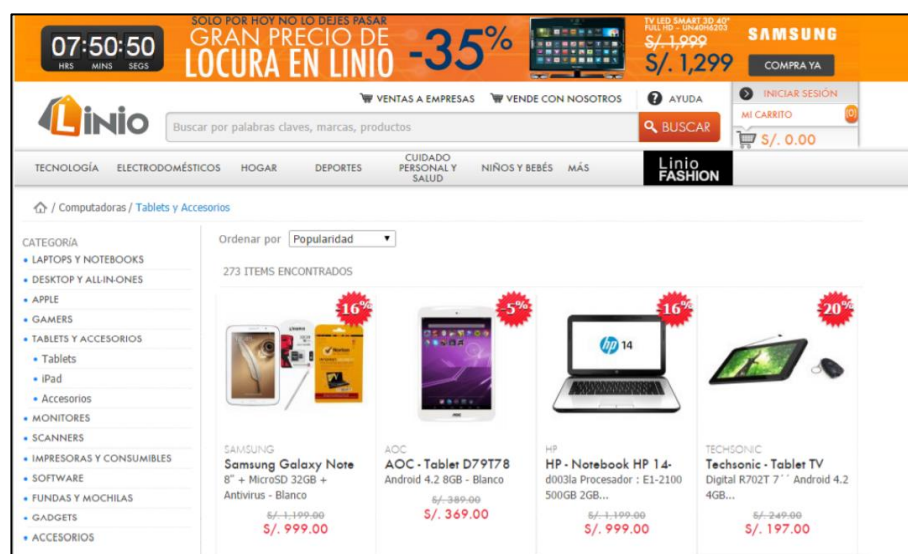 07:50:50
HRS MINS SEGS
SOLO POR HOY NO LO DEJES PASAR
GRAN PRECIO DE
LOCURA EN LINIO
-35%
TV LED SMART 3D 40"
FULL HD - UN40H6203
S/. 1,999
S/. 1,299
SAMSUNG
COMPRA YA
Linio
VENTAS A EMPRESAS VENDE CON NOSOTROS ? AYUDA
INICIAR SESIÓN
MI CARRITO (0)
S/. 0.00
Buscar por palabras claves, marcas, productos
BUSCAR
TECNOLOGÍA ELECTRODOMÉSTICOS HOGAR DEPORTES CUIDADO PERSONAL Y SALUD NIÑOS Y BEBÉS MÁS
Linio
FASHION
/ Computadoras / Tablets y Accesorios
CATEGORÍA
LAPTOPS Y NOTEBOOKS
DESKTOP Y ALL-IN-ONES
APPLE
GAMERS
TABLETS Y ACCESORIOS
Tablets
iPad
Accesorios
MONITORES
SCANNERS
IMPRESORAS Y CONSUMIBLES
SOFTWARE
FUNDAS Y MOCHILAS
GADGETS
ACCESORIOS
Ordenar por Popularidad
273 ITEMS ENCONTRADOS
-16%
SAMSUNG
Samsung Galaxy Note
8" + MicroSD 32GB +
Antivirus - Blanco
S/. 1,199.00
S/. 999.00
-5%
AOC
AOC
AOC - Tablet D79T78
Android 4.2 8GB - Blanco
S/. 389.00
S/. 369.00
-16%
hp 14
HP
HP - Notebook HP 14-
d003la Procesador : E1-2100
500GB 2GB...
S/. 1,199.00
S/. 999.00
-20%
TECHSONIC
Techsonic - Tablet TV
Digital R702T 7´´ Android 4.2
4GB...
S/. 249.00
S/. 197.00